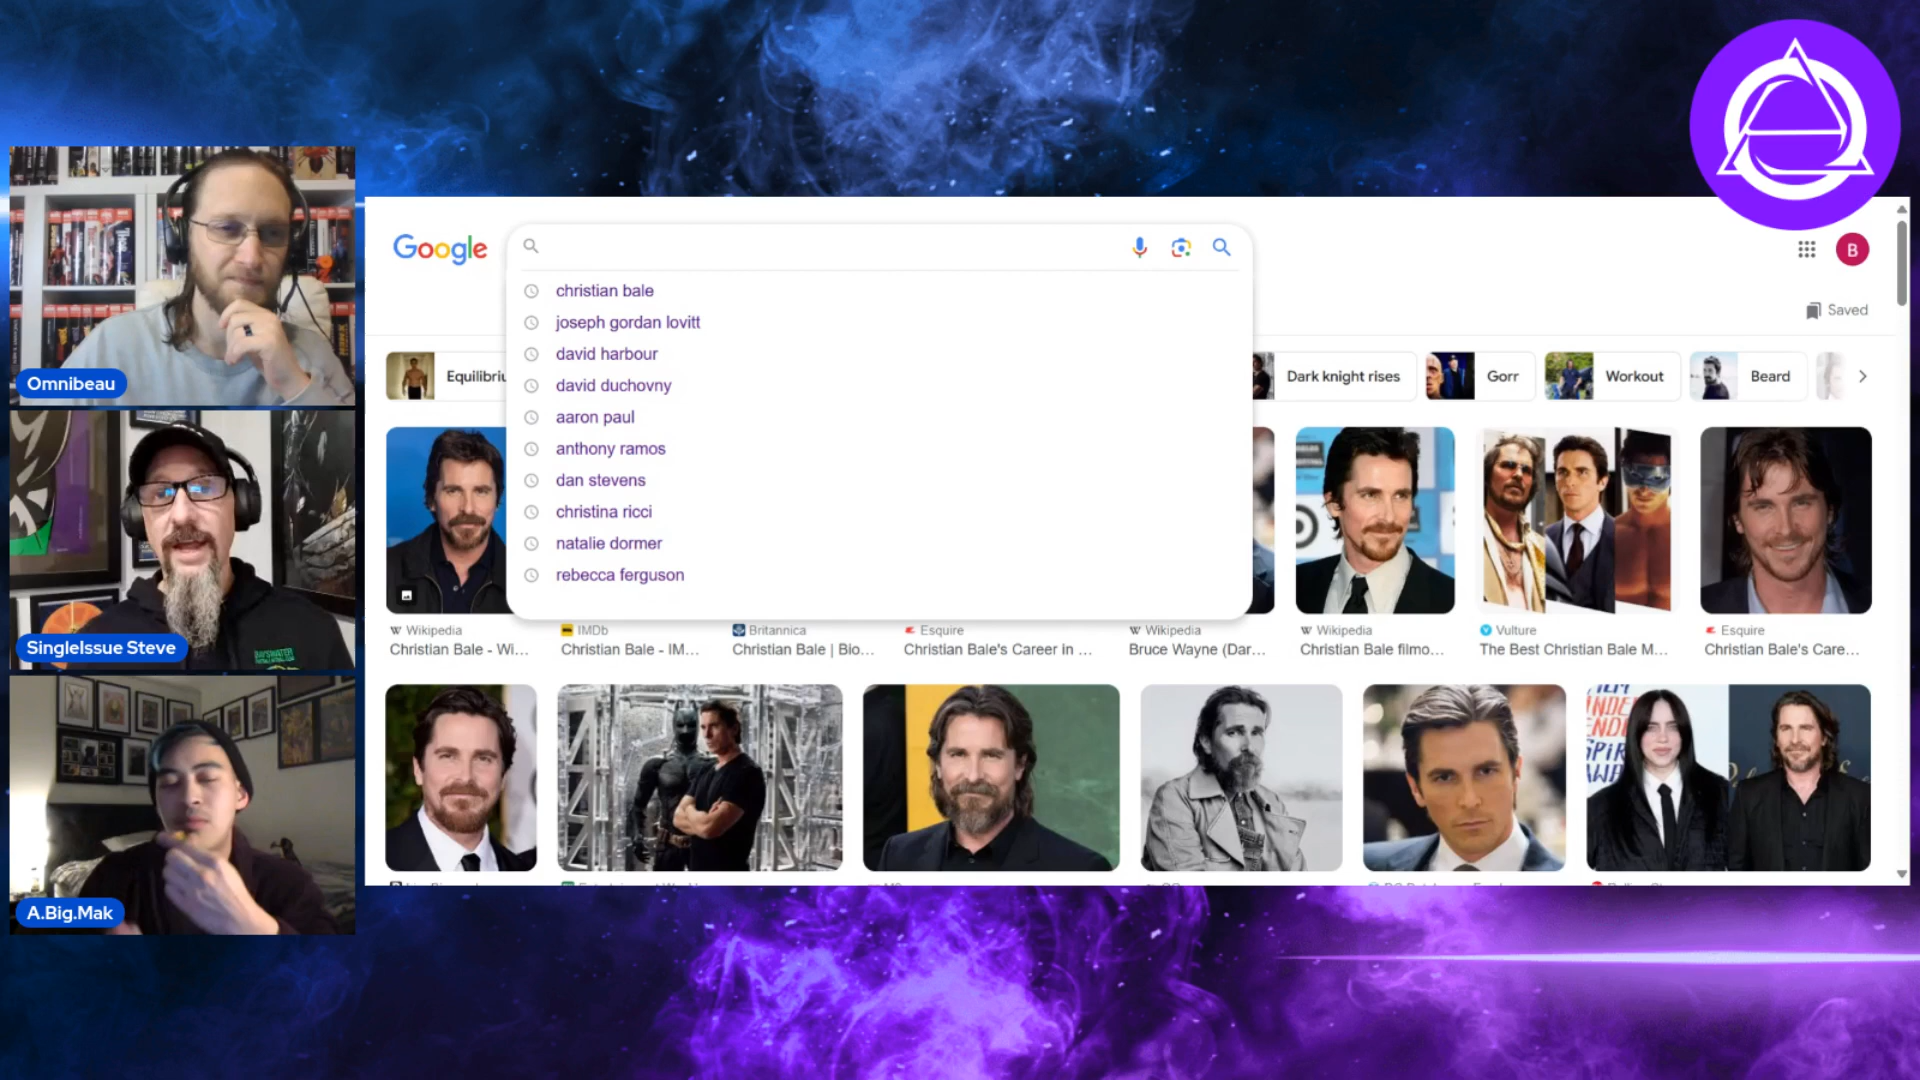 Omnibeau
SingleIssue Steve
A.Big.Mak
Google
christian bale
joseph gordan lovitt
david harbour
david duchovny
aaron paul
anthony ramos
dan stevens
christina ricci
natalie dormer
rebecca ferguson
B
Saved
Equilibriu
Dark knight rises
Gorr
Workout
Beard
W Wikipedia
Christian Bale - Wi...
IMDb
Christian Bale - IM...
Britannica
Christian Bale | Bio...
Esquire
Christian Bale's Career in ...
W Wikipedia
Bruce Wayne (Dar...
W Wikipedia
Christian Bale filmo...
Vulture
The Best Christian Bale M...
Esquire
Christian Bale's Care...